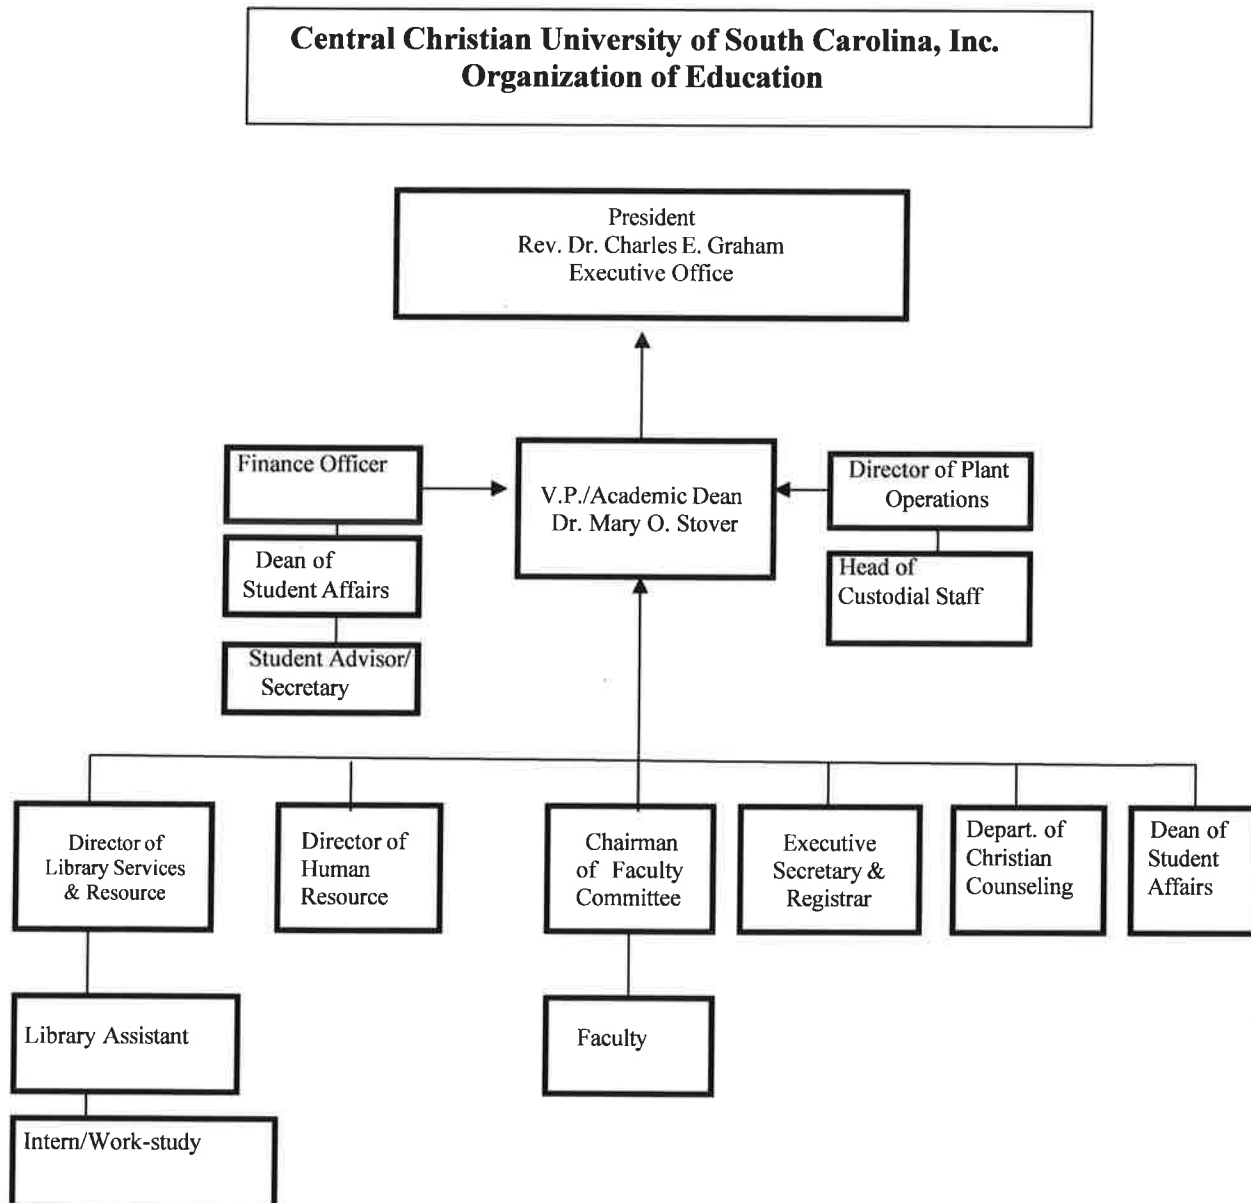 Central Christian University of South Carolina, Inc.
Organization of Education
President
Rev. Dr. Charles E. Graham
Executive Office
Finance Officer
V.P./Academic Dean
Dr. Mary O. Stover
Director of Plant
Operations
Dean of
Student Affairs
Head of
Custodial Staff
Student Advisor/
Secretary
Director of
Library Services
& Resource
Director of
Human
Resource
Chairman
of Faculty
Committee
Executive
Secretary &
Registrar
Depart. of
Christian
Counseling
Dean of
Student
Affairs
Library Assistant
Faculty
Intern/Work-study